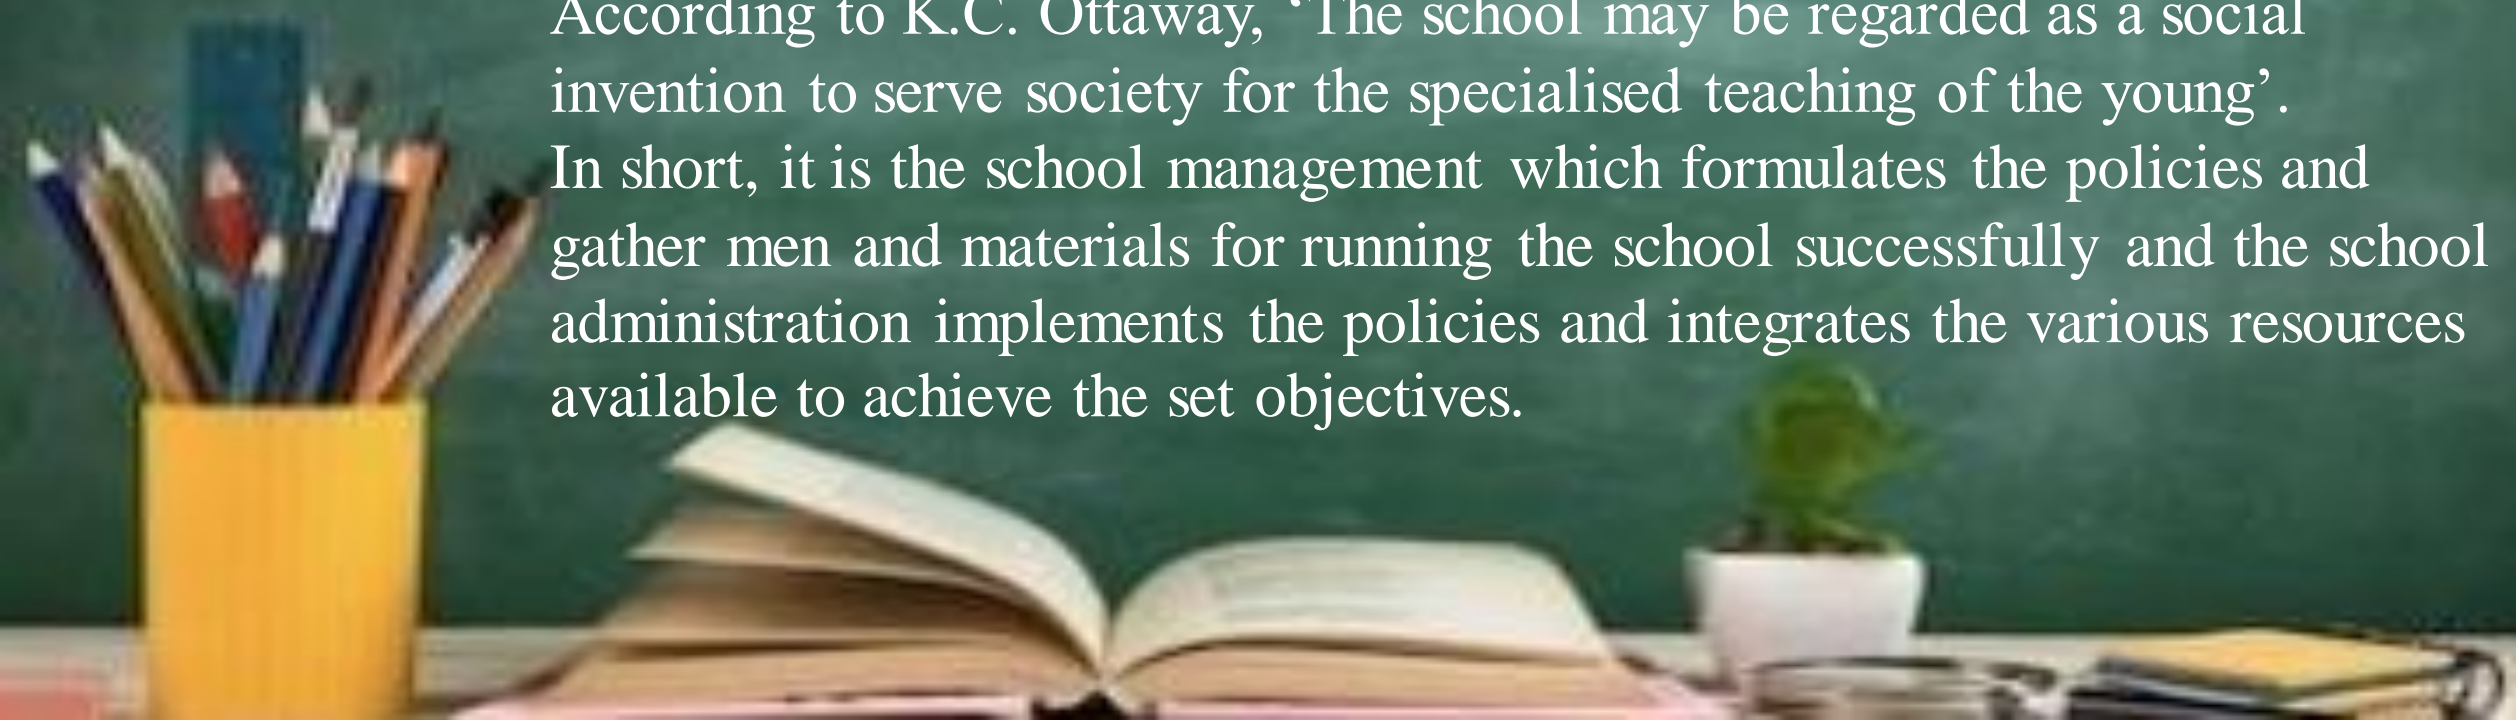 According to K.C. Ottaway, ‘The school may be regarded as a social
invention to serve society for the specialised teaching of the young’.
In short, it is the school management which formulates the policies and
gather men and materials for running the school successfully and the school
administration implements the policies and integrates the various resources
available to achieve the set objectives.